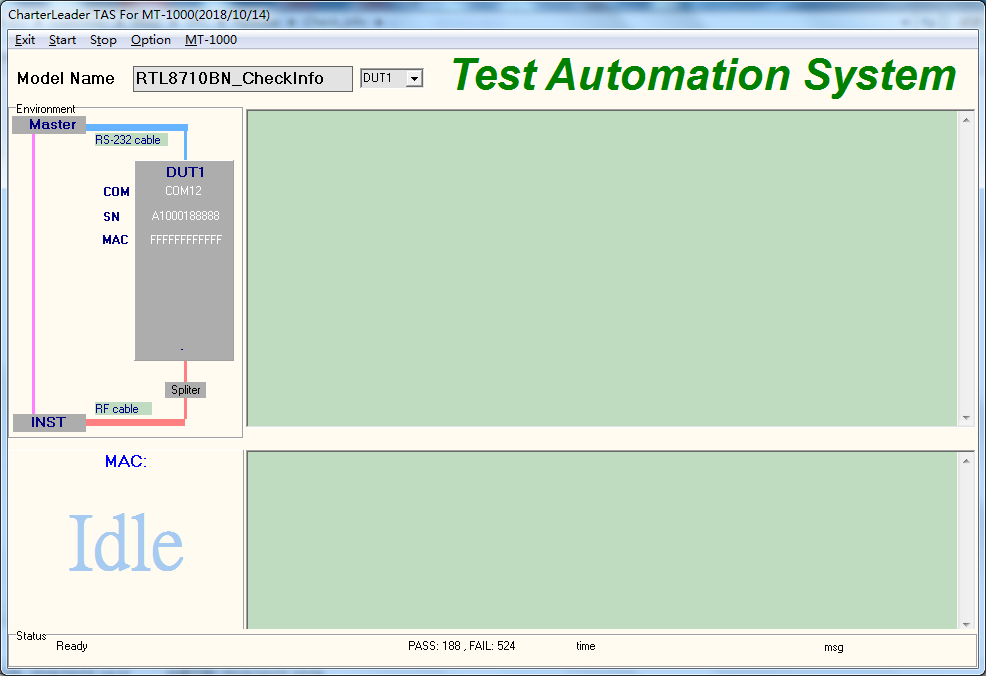 CharterLeader TAS For MT-1000(2018/10/14)
Exit Start Stop Option MT-1000
Model Name RTL8710BN_CheckInfo DUT1
Test Automation System
Environment
Master
RS-232 cable
DUT1
COM COM12
SN A1000188888
MAC FFFFFFFFFFFF
-
Spliter
RF cable
INST
MAC:
Idle
Status
Ready PASS: 188 , FAIL: 524 time msg